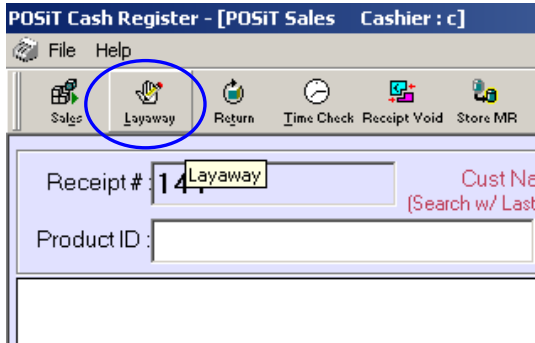 POSiT Cash Register - [POSiT Sales Cashier : c]
File Help
Sales Layaway Return Time Check Receipt Void Store MR
Layaway
Receipt # : Cust Na
(Search w/ Last
Product ID :